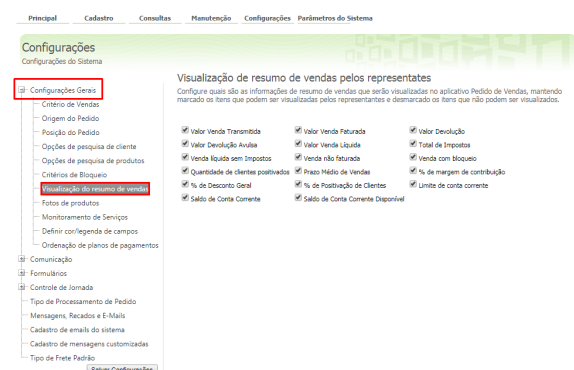 Principal Cadastro Consultas Manutenção Configurações Parâmetros do Sistema
Configurações
Configurações do Sistema
Configurações Gerais
Critério de Vendas
Origem do Pedido
Posição do Pedido
Opções de pesquisa de cliente
Opções de pesquisa de produtos
Critérios de Bloqueio
Visualização do resumo de vendas
Fotos de produtos
Monitoramento de Serviços
Definir cor/legenda de campos
Ordenação de planos de pagamentos
Comunicação
Formulários
Controle de Jornada
Tipo de Processamento de Pedido
Mensagens, Recados e E-Mails
Cadastro de emails do sistema
Cadastro de mensagens customizadas
Tipo de Frete Padrão
Salvar Configurações
Visualização de resumo de vendas pelos representates
Configure quais são as informações de resumo de vendas que serão visualizadas no aplicativo Pedido de Vendas, mantendo
marcado os itens que podem ser visualizadas pelos representantes e desmarcado os itens que não podem ser visualizados.
Valor Venda Transmitida Valor Venda Faturada Valor Devolução
Valor Devolução Avulsa Valor Venda Líquida Total de Impostos
Venda líquida sem Impostos Venda não faturada Venda com bloqueio
Quantidade de clientes positivados Prazo Médio de Vendas % de margem de contribuição
% de Desconto Geral % de Positivação de Clientes Limite de conta corrente
Saldo de Conta Corrente Saldo de Conta Corrente Disponível